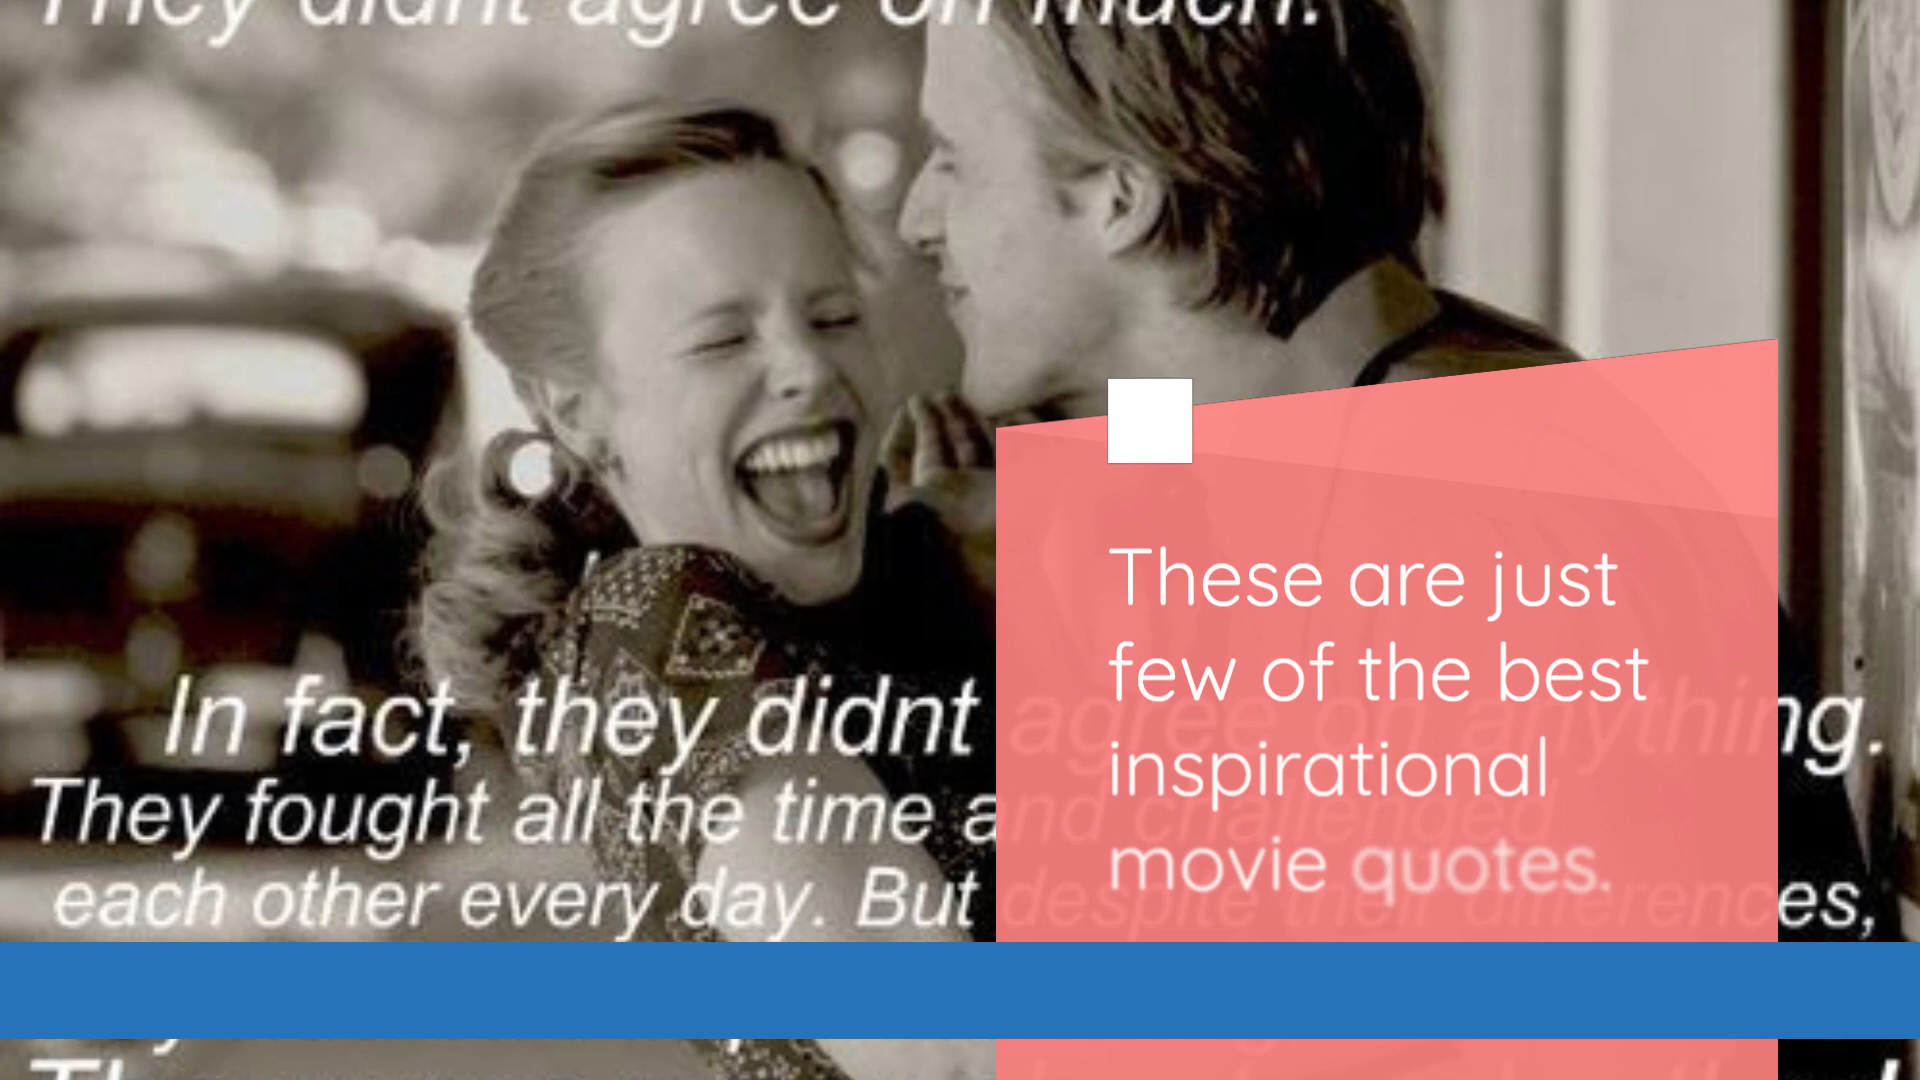 They didnt agree on much.
In fact, they didnt agree on anything.
They fought all the time and challenged
each other every day. But despite their differences,
These are just
few of the best
inspirational
movie quotes.